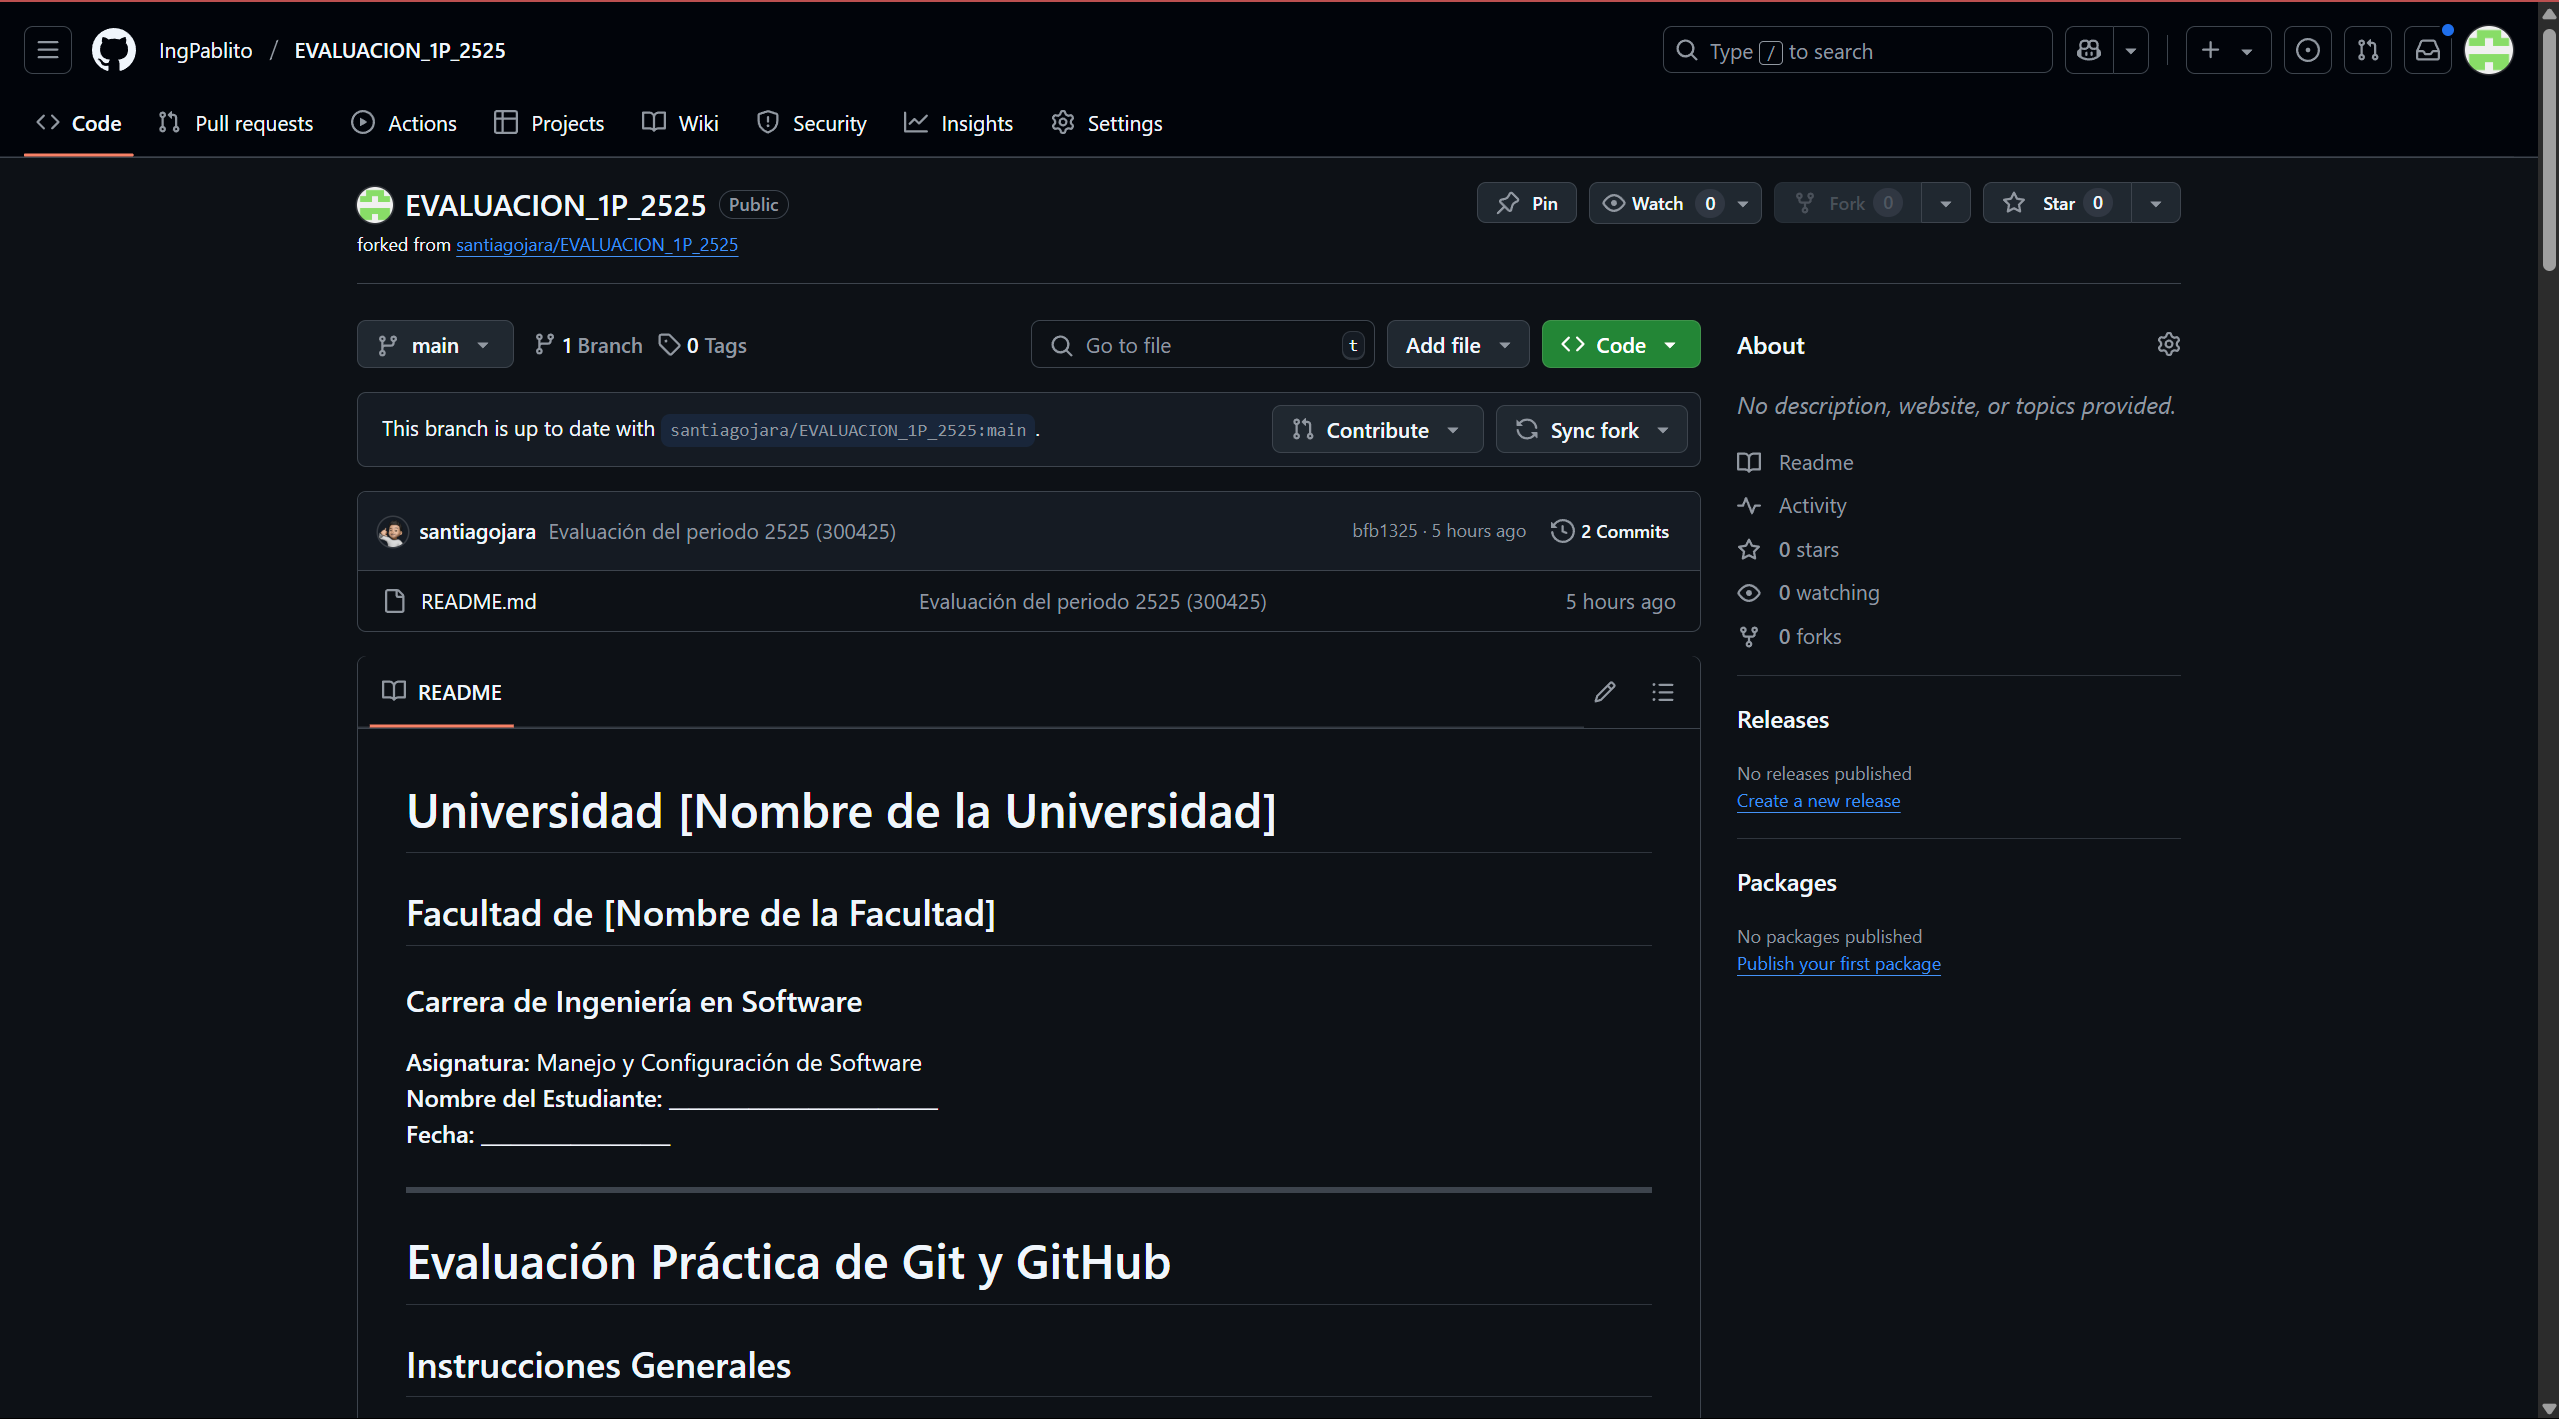 IngPablito / EVALUACION_1P_2525
Type / to search
Code Pull requests Actions Projects Wiki Security Insights Settings
EVALUACION_1P_2525 Public
Pin Watch 0 Fork 0 Star 0
forked from santiagojara/EVALUACION_1P_2525
main 1 Branch 0 Tags Go to file t Add file Code
This branch is up to date with santiagojara/EVALUACION_1P_2525:main . Contribute Sync fork
santiagojara Evaluación del periodo 2525 (300425) bfb1325 · 5 hours ago 2 Commits
README.md Evaluación del periodo 2525 (300425) 5 hours ago
README
Universidad [Nombre de la Universidad]
Facultad de [Nombre de la Facultad]
Carrera de Ingeniería en Software
Asignatura: Manejo y Configuración de Software
Nombre del Estudiante: ____________________
Fecha: ______________
Evaluación Práctica de Git y GitHub
Instrucciones Generales
About
No description, website, or topics provided.
Readme
Activity
0 stars
0 watching
0 forks
Releases
No releases published
Create a new release
Packages
No packages published
Publish your first package